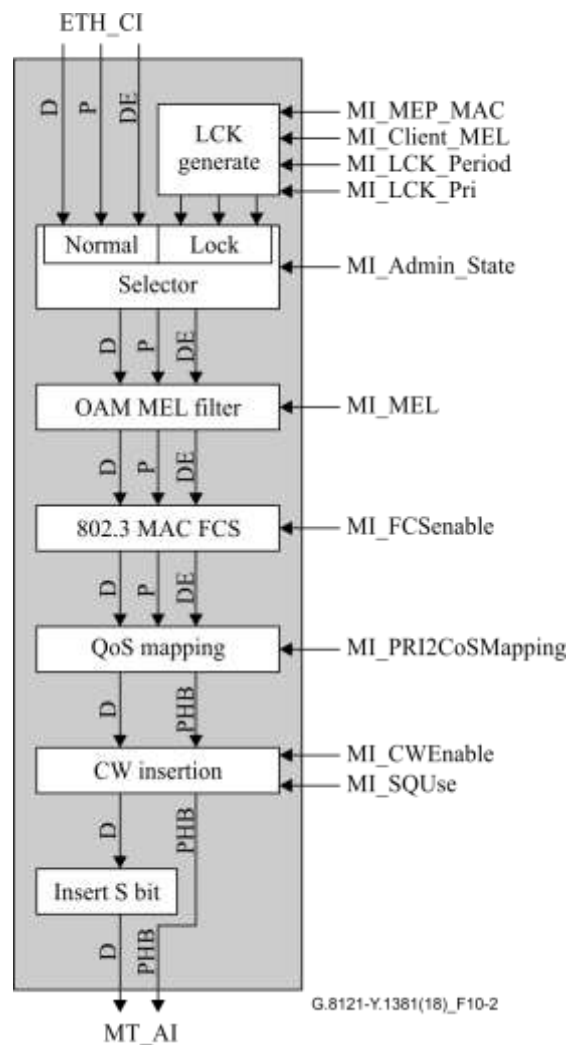 ETH_CI
D
P
DE
LCK
generate
MI_MEP_MAC
MI_Client_MEL
MI_LCK_Period
MI_LCK_Pri
Normal
Lock
Selector
MI_Admin_State
D
P
DE
OAM MEL filter
MI_MEL
D
P
DE
802.3 MAC FCS
MI_FCSenable
D
P
DE
QoS mapping
MI_PRI2CoSMapping
D
PHB
CW insertion
MI_CWEnable
MI_SQUse
D
PHB
Insert S bit
D
PHB
G.8121-Y.1381(18)_F10-2
MT_AI